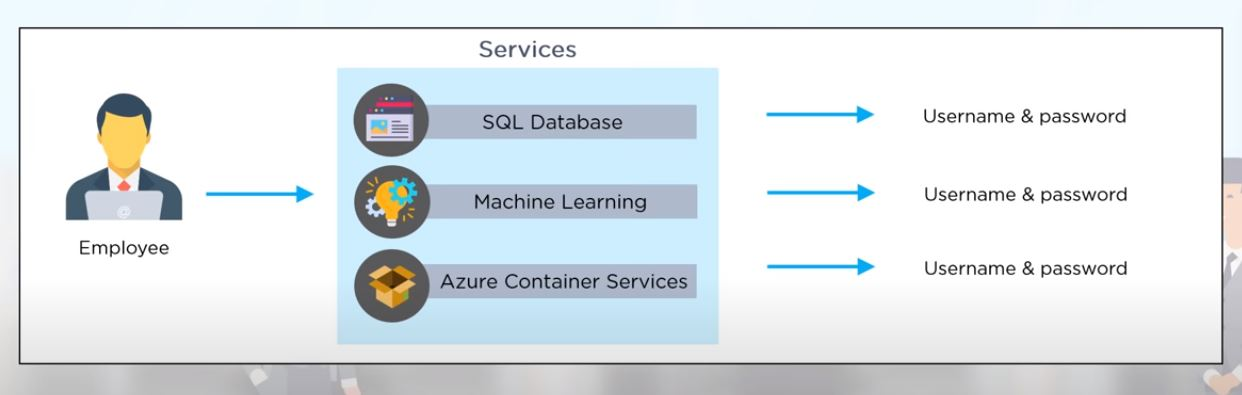 Services
SQL Database
Username & password
Machine Learning
Username & password
@
Employee
Azure Container Services
Username & password